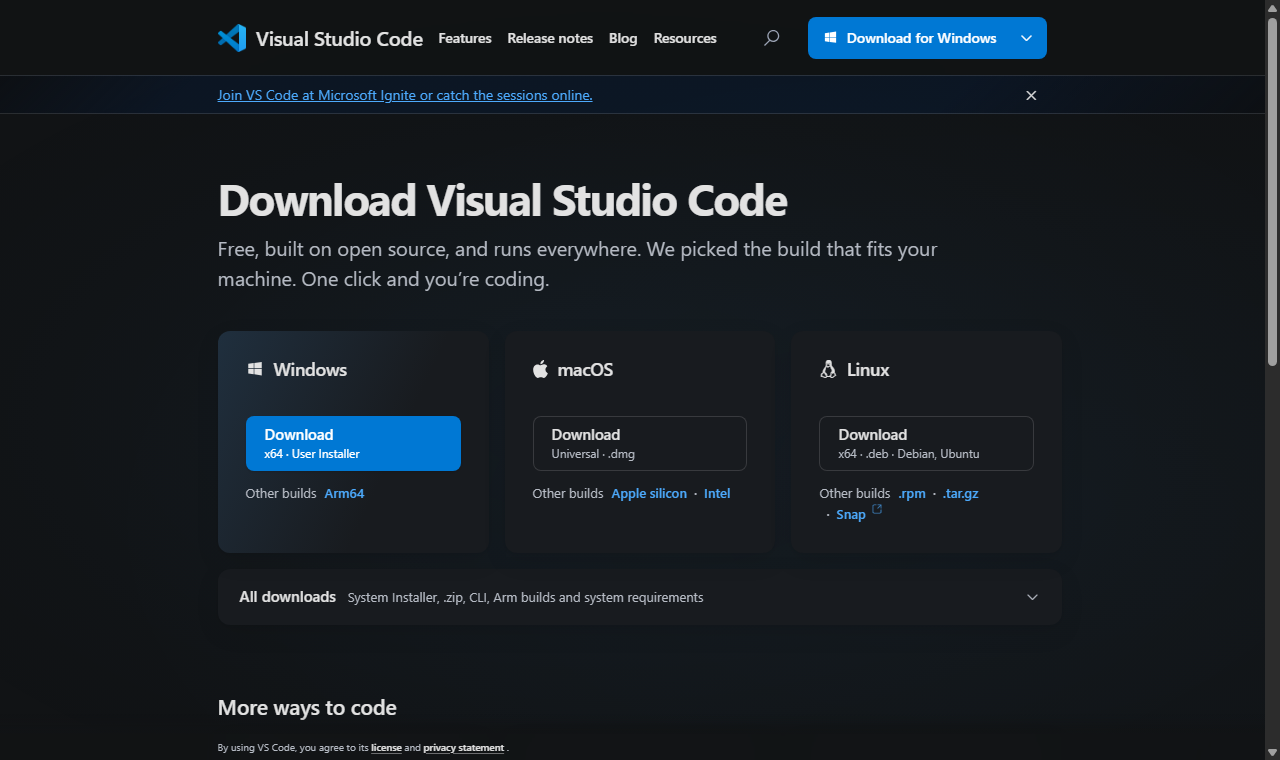 Visual Studio Code Features Release notes Blog Resources Download for Windows
Join VS Code at Microsoft Ignite or catch the sessions online.
Download Visual Studio Code
Free, built on open source, and runs everywhere. We picked the build that fits your
machine. One click and you’re coding.
Windows
Download
x64 · User Installer
Other builds Arm64
macOS
Download
Universal · .dmg
Other builds Apple silicon · Intel
Linux
Download
x64 · .deb · Debian, Ubuntu
Other builds .rpm · .tar.gz
· Snap
All downloads System Installer, .zip, CLI, Arm builds and system requirements
More ways to code
By using VS Code, you agree to its license and privacy statement .